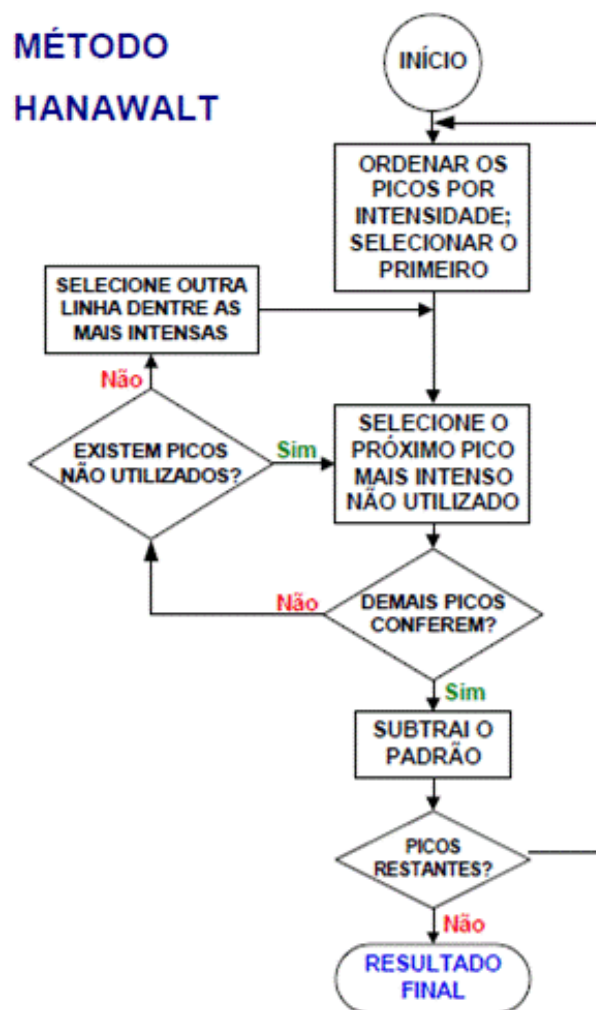 MÉTODO
HANAWALT
INÍCIO
ORDENAR OS
PICOS POR
INTENSIDADE;
SELECIONAR O
PRIMEIRO
SELECIONE OUTRA
LINHA DENTRE AS
MAIS INTENSAS
Não
EXISTEM PICOS
NÃO UTILIZADOS?
Sim
SELECIONE O
PRÓXIMO PICO
MAIS INTENSO
NÃO UTILIZADO
Não
DEMAIS PICOS
CONFEREM?
Sim
SUBTRAI O
PADRÃO
PICOS
RESTANTES?
Não
RESULTADO
FINAL